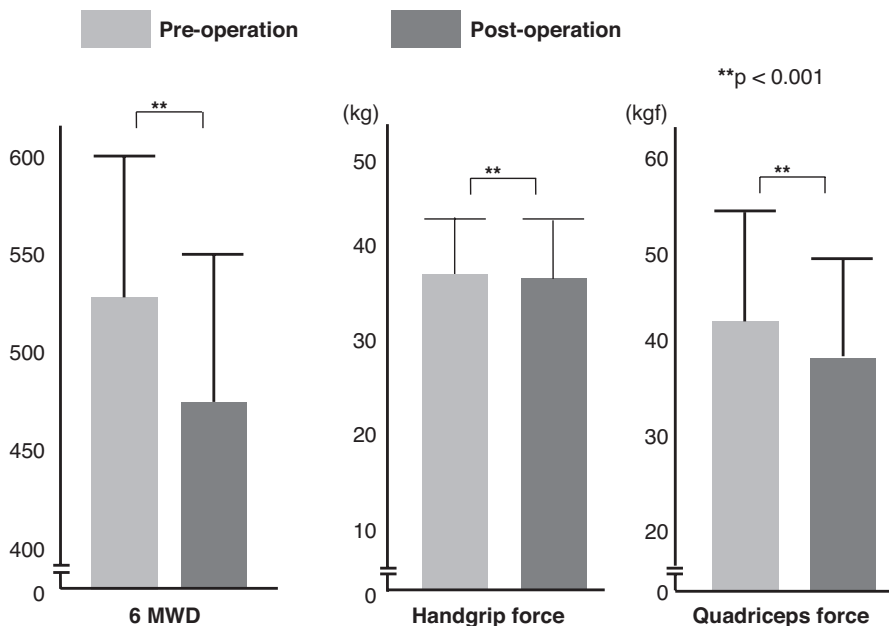 Pre-operation
Post-operation
**p < 0.001
**
600
550
500
450
400
0
6 MWD
(kg)
**
50
40
30
20
10
0
Handgrip force
(kgf)
**
60
50
40
30
20
0
Quadriceps force